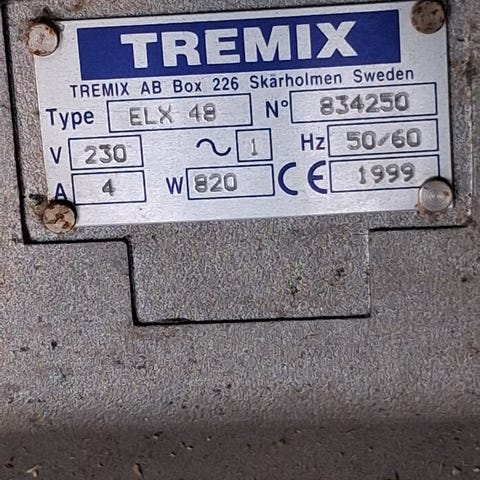 TREMIX
TREMIX AB Box 226 Skärholmen Sweden
Type ELX 48 N° 834250
V 230 ~ 1 Hz 50/60
A 4 W 820 CE 1999